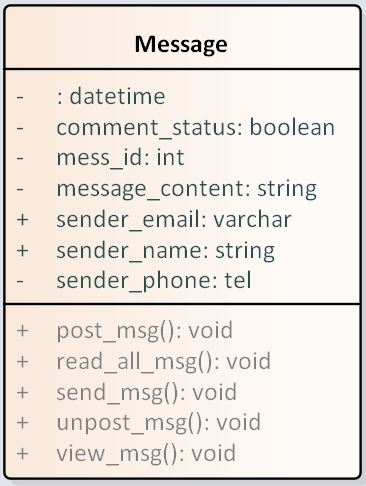 Message
- : datetime
- comment_status: boolean
- mess_id: int
- message_content: string
+ sender_email: varchar
+ sender_name: string
- sender_phone: tel
+ post_msg(): void
+ read_all_msg(): void
+ send_msg(): void
+ unpost_msg(): void
+ view_msg(): void